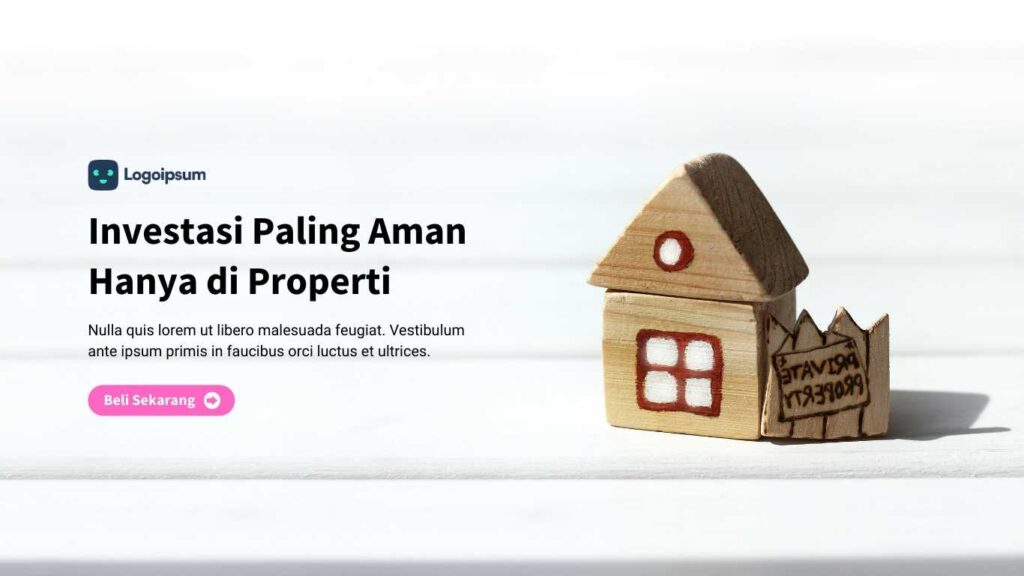 Logoipsum
Investasi Paling Aman
Hanya di Properti
Nulla quis lorem ut libero malesuada feugiat. Vestibulum
ante ipsum primis in faucibus orci luctus et ultrices.
Beli Sekarang
PRIVATE
PROPERTY